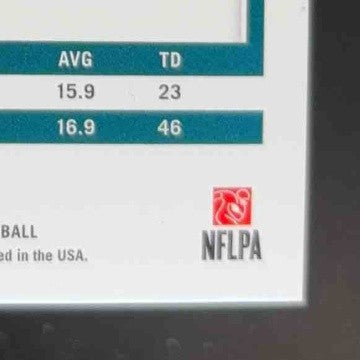 AVG TD
15.9 23
16.9 46
BALL
ed in the USA.
NFLPA